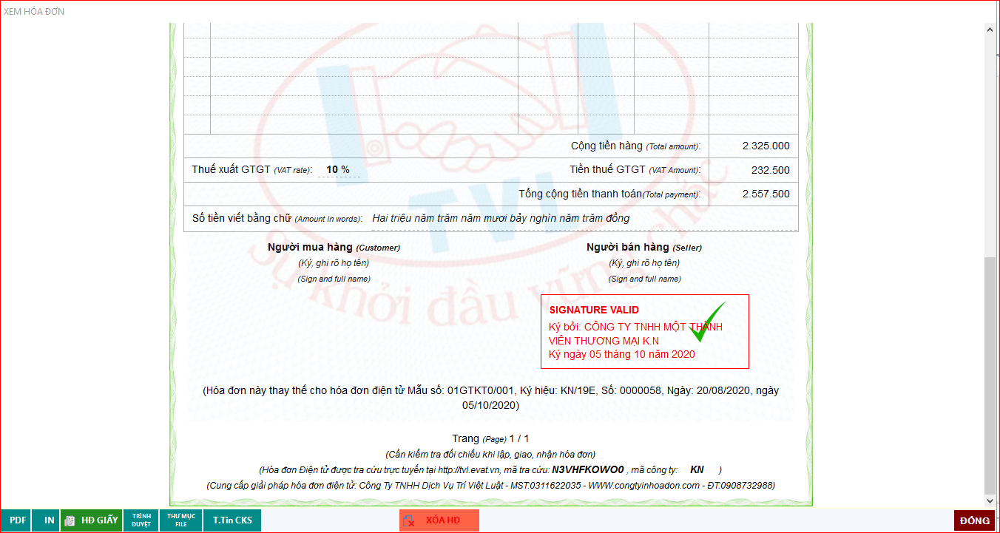 XEM HÓA ĐƠN
Cộng tiền hàng (Total amount): 2.325.000
Thuế xuất GTGT (VAT rate): 10 % Tiền thuế GTGT (VAT Amount): 232.500
Tổng cộng tiền thanh toán(Total payment): 2.557.500
Số tiền viết bằng chữ (Amount in words): Hai triệu năm trăm năm mươi bảy nghìn năm trăm đồng
TVL
Sự khởi đầu vững chắc
Người mua hàng (Customer) Người bán hàng (Seller)
(Ký, ghi rõ họ tên) (Ký, ghi rõ họ tên)
(Sign and full name) (Sign and full name)
SIGNATURE VALID
Ký bởi: CÔNG TY TNHH MỘT THÀNH
VIÊN THƯƠNG MẠI K.N
Ký ngày 05 tháng 10 năm 2020
(Hóa đơn này thay thế cho hóa đơn điện tử Mẫu số: 01GTKT0/001, Ký hiệu: KN/19E, Số: 0000058, Ngày: 20/08/2020, ngày
05/10/2020)
Trang (Page) 1 / 1
(Cần kiểm tra đối chiếu khi lập, giao, nhận hóa đơn)
(Hóa đơn Điện tử được tra cứu trực tuyến tại http://tvl.evat.vn, mã tra cứu: N3VHFKOWO0 , mã công ty: KN )
(Cung cấp giải pháp hóa đơn điện tử: Công Ty TNHH Dịch Vụ Trí Việt Luật - MST:0311622035 - WWW.congtyinhoadon.com - ĐT:0908732988)
PDF IN HĐ GIẤY TRÌNH DUYỆT THƯ MỤC FILE T.Tin CKS XÓA HĐ ĐÓNG